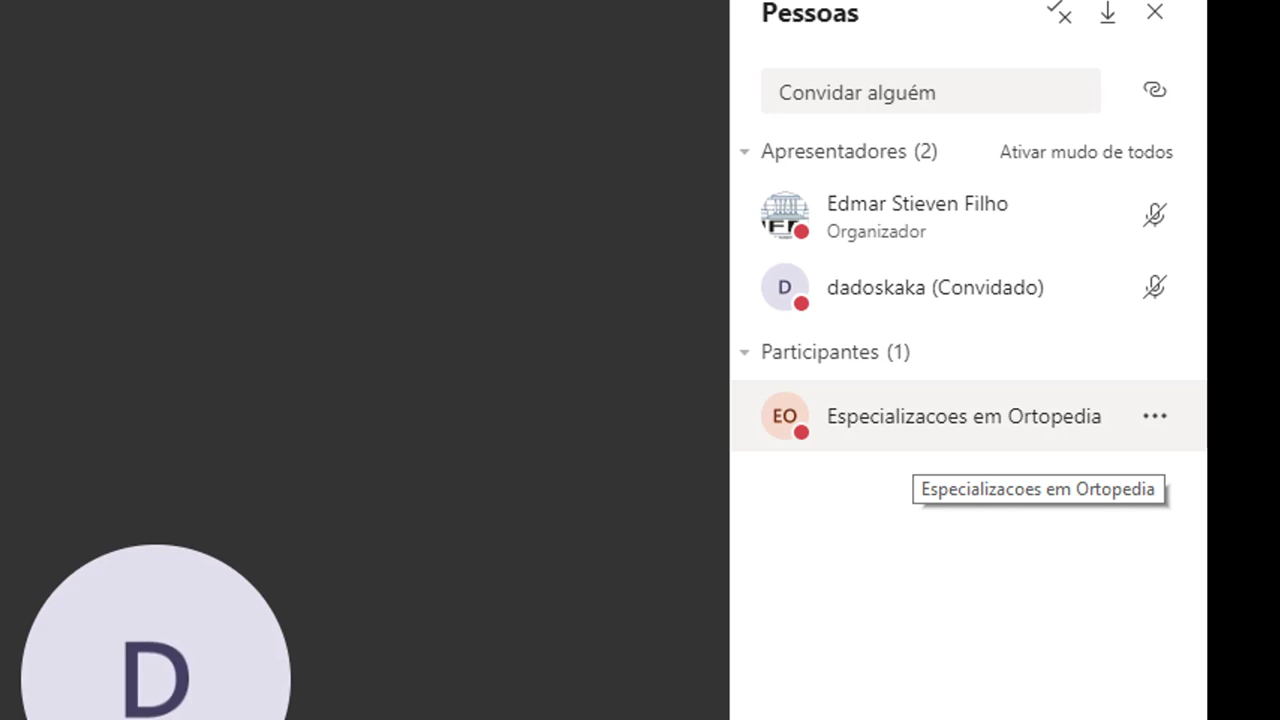 Pessoas
Convidar alguém
Apresentadores (2) Ativar mudo de todos
Edmar Stieven Filho
Organizador
D dadoskaka (Convidado)
Participantes (1)
EO Especializacoes em Ortopedia
Especializacoes em Ortopedia
D